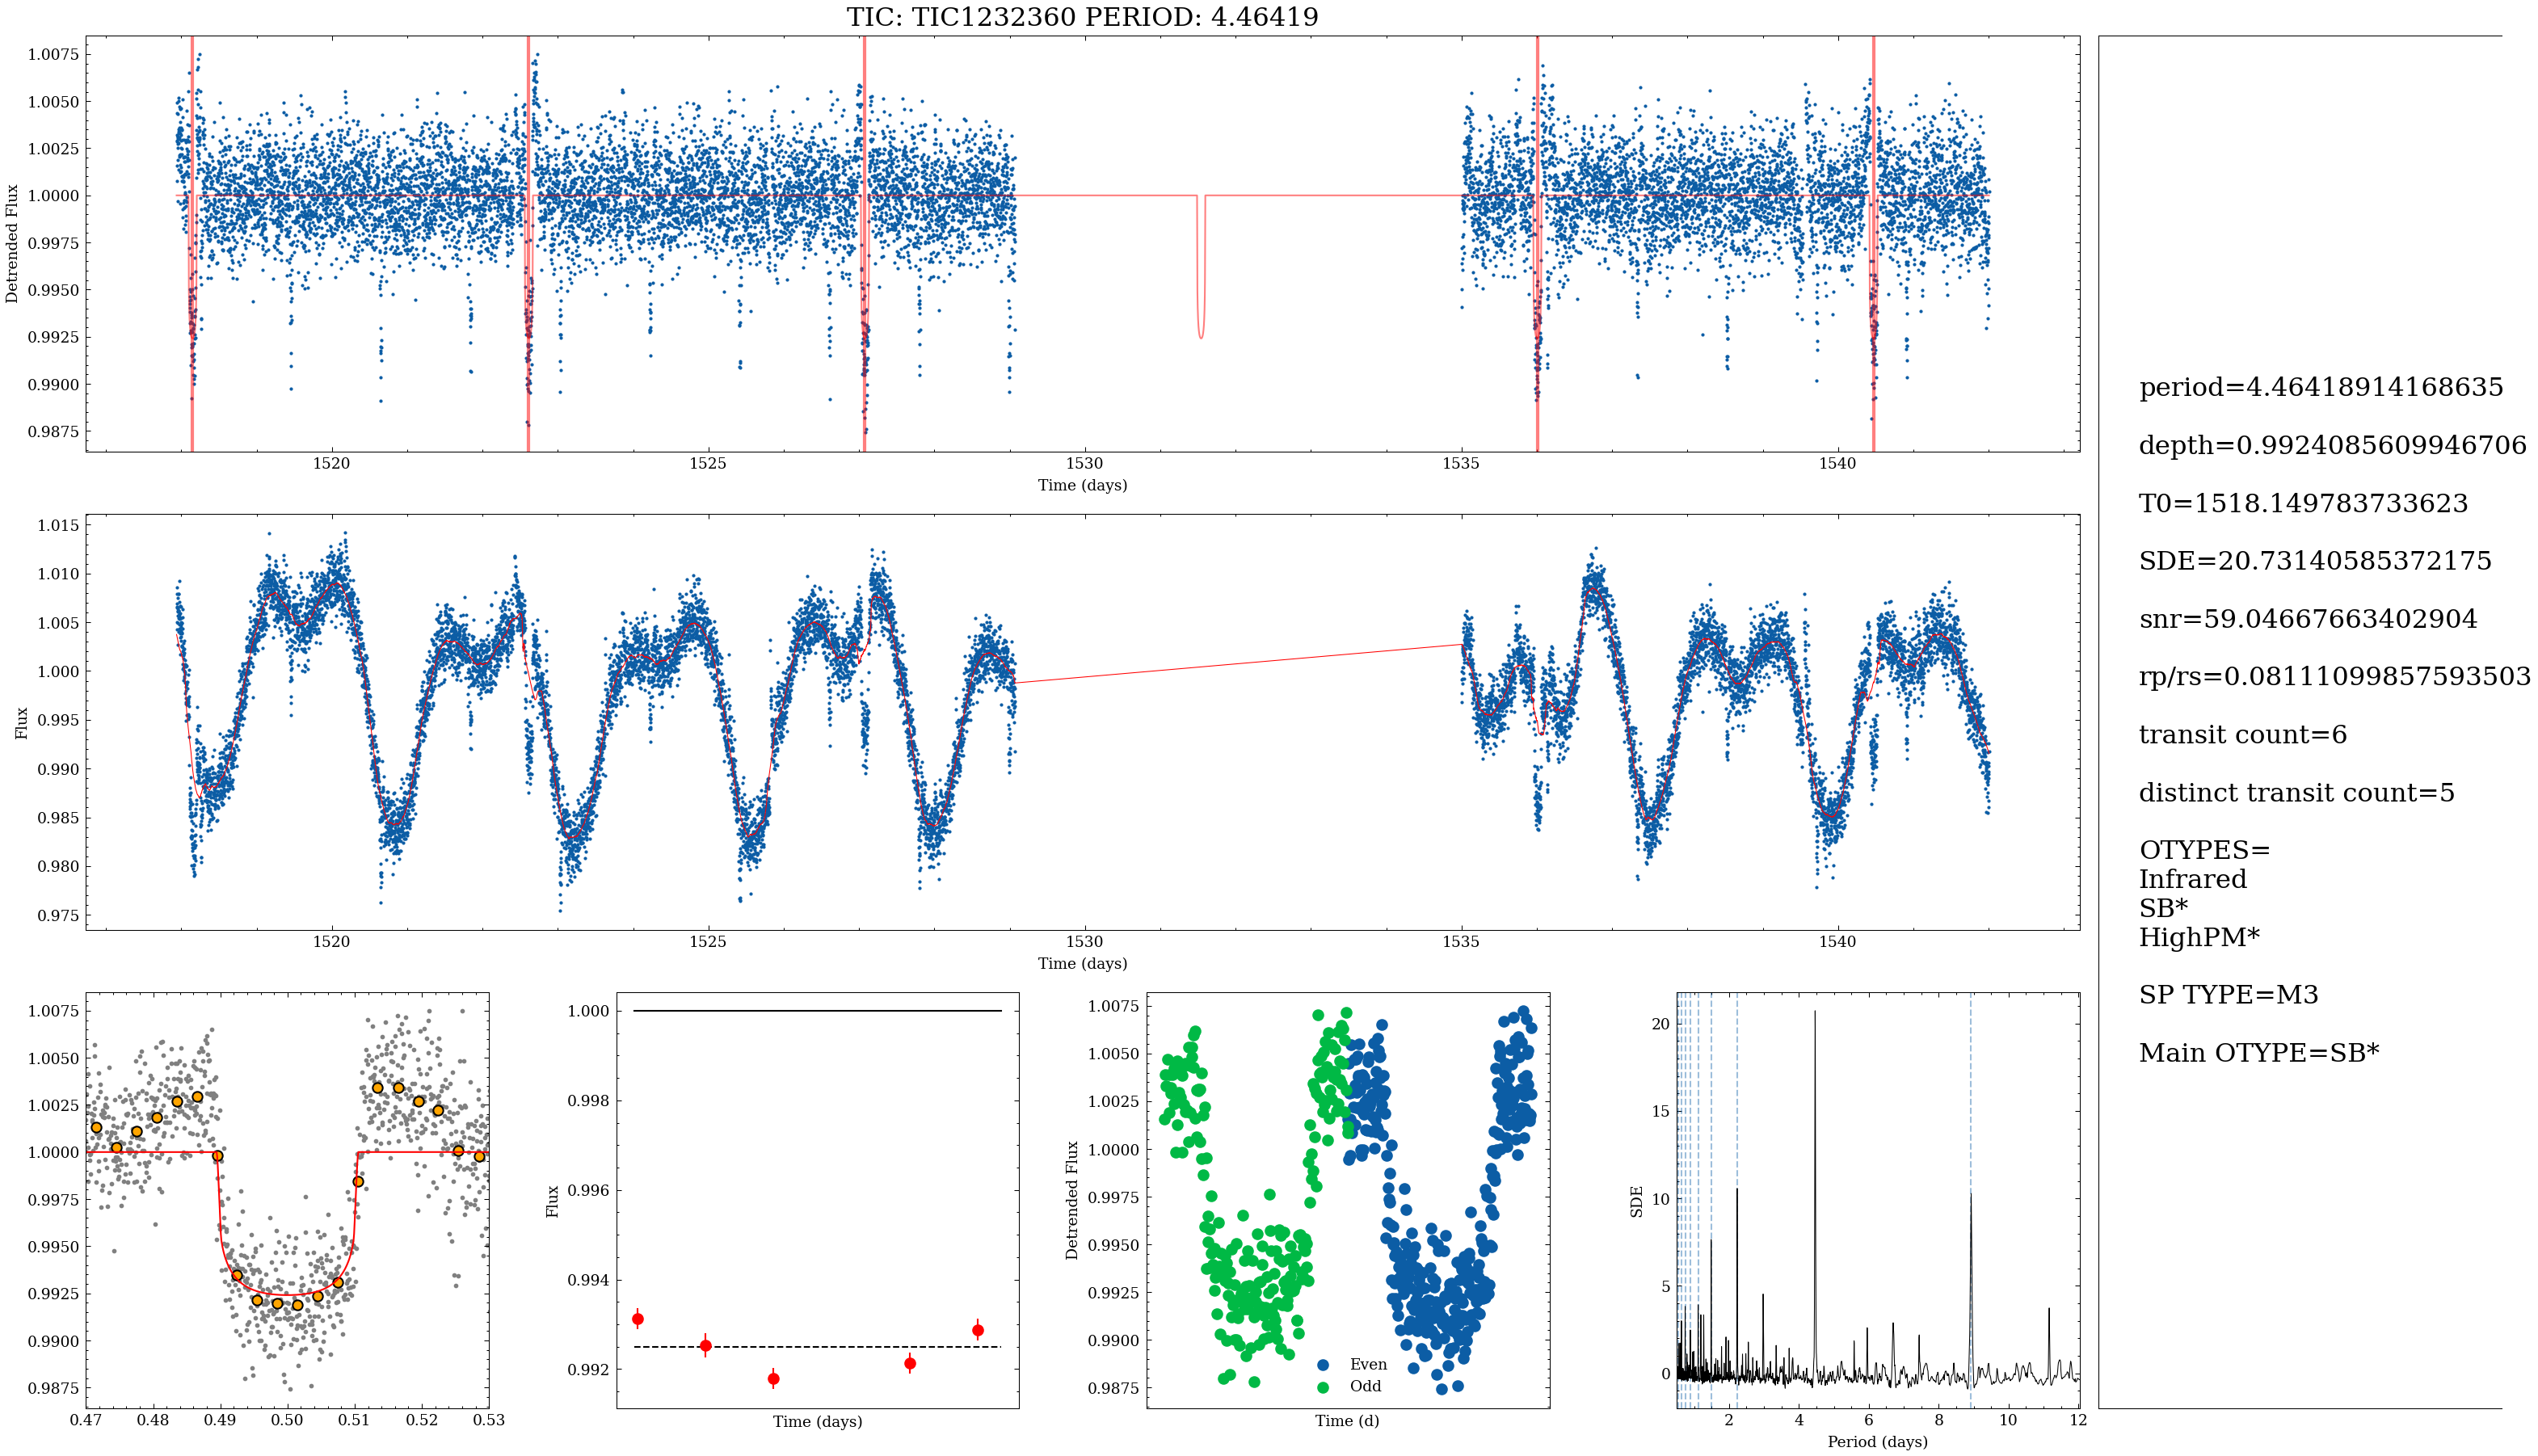 TIC: TIC1232360 PERIOD: 4.46419
1.0075
1.0050
1.0025
1.0000
0.9975
0.9950
0.9925
0.9900
0.9875
Detrended Flux
1520
1525
1530
1535
1540
Time (days)
1.015
1.010
1.005
1.000
0.995
0.990
0.985
0.980
0.975
Flux
1520
1525
1530
1535
1540
Time (days)
1.0075
1.0050
1.0025
1.0000
0.9975
0.9950
0.9925
0.9900
0.9875
0.47
0.48
0.49
0.50
0.51
0.52
0.53
1.000
0.998
0.996
0.994
0.992
Flux
Time (days)
1.0075
1.0050
1.0025
1.0000
0.9975
0.9950
0.9925
0.9900
0.9875
Detrended Flux
Even
Odd
Time (d)
20
15
10
5
0
SDE
2
4
6
8
10
12
Period (days)
period=4.46418914168635
depth=0.9924085609946706
T0=1518.149783733623
SDE=20.73140585372175
snr=59.04667663402904
rp/rs=0.08111099857593503
transit count=6
distinct transit count=5
OTYPES=
Infrared
SB*
HighPM*
SP TYPE=M3
Main OTYPE=SB*